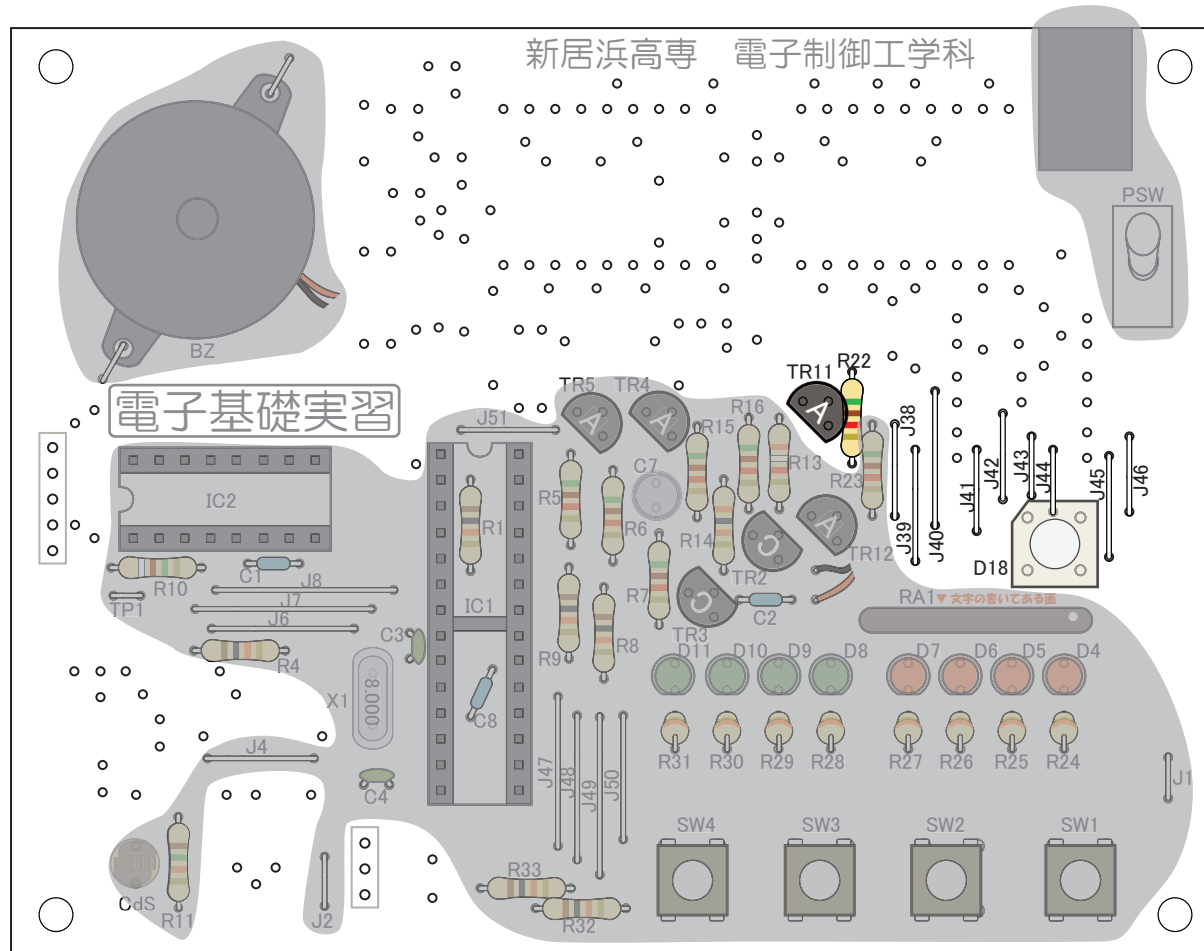 新居浜高専 電子制御工学科
PSW
BZ
R22
TR11
TR5
TR4
電子基礎実習
J51
R16
R15
J38
J42
J43
J44
J45
J46
A
A
A
C7
R13
R23
J41
IC2
R5
R6
R1
R14
A
J39
J40
C
TR12
D18
R10
C1
J8
TR2
TP1
J7
IC1
R7
C
C2
RA1
▼文字の書いてある面
J6
C3
TR3
R4
R9
R8
D11
D10
D9
D8
D7
D6
D5
D4
X1
8.000
C8
J4
J47
J48
J49
J50
R31
R30
R29
R28
R27
R26
R25
R24
J1
C4
SW4
SW3
SW2
SW1
CdS
R11
J2
R33
R32